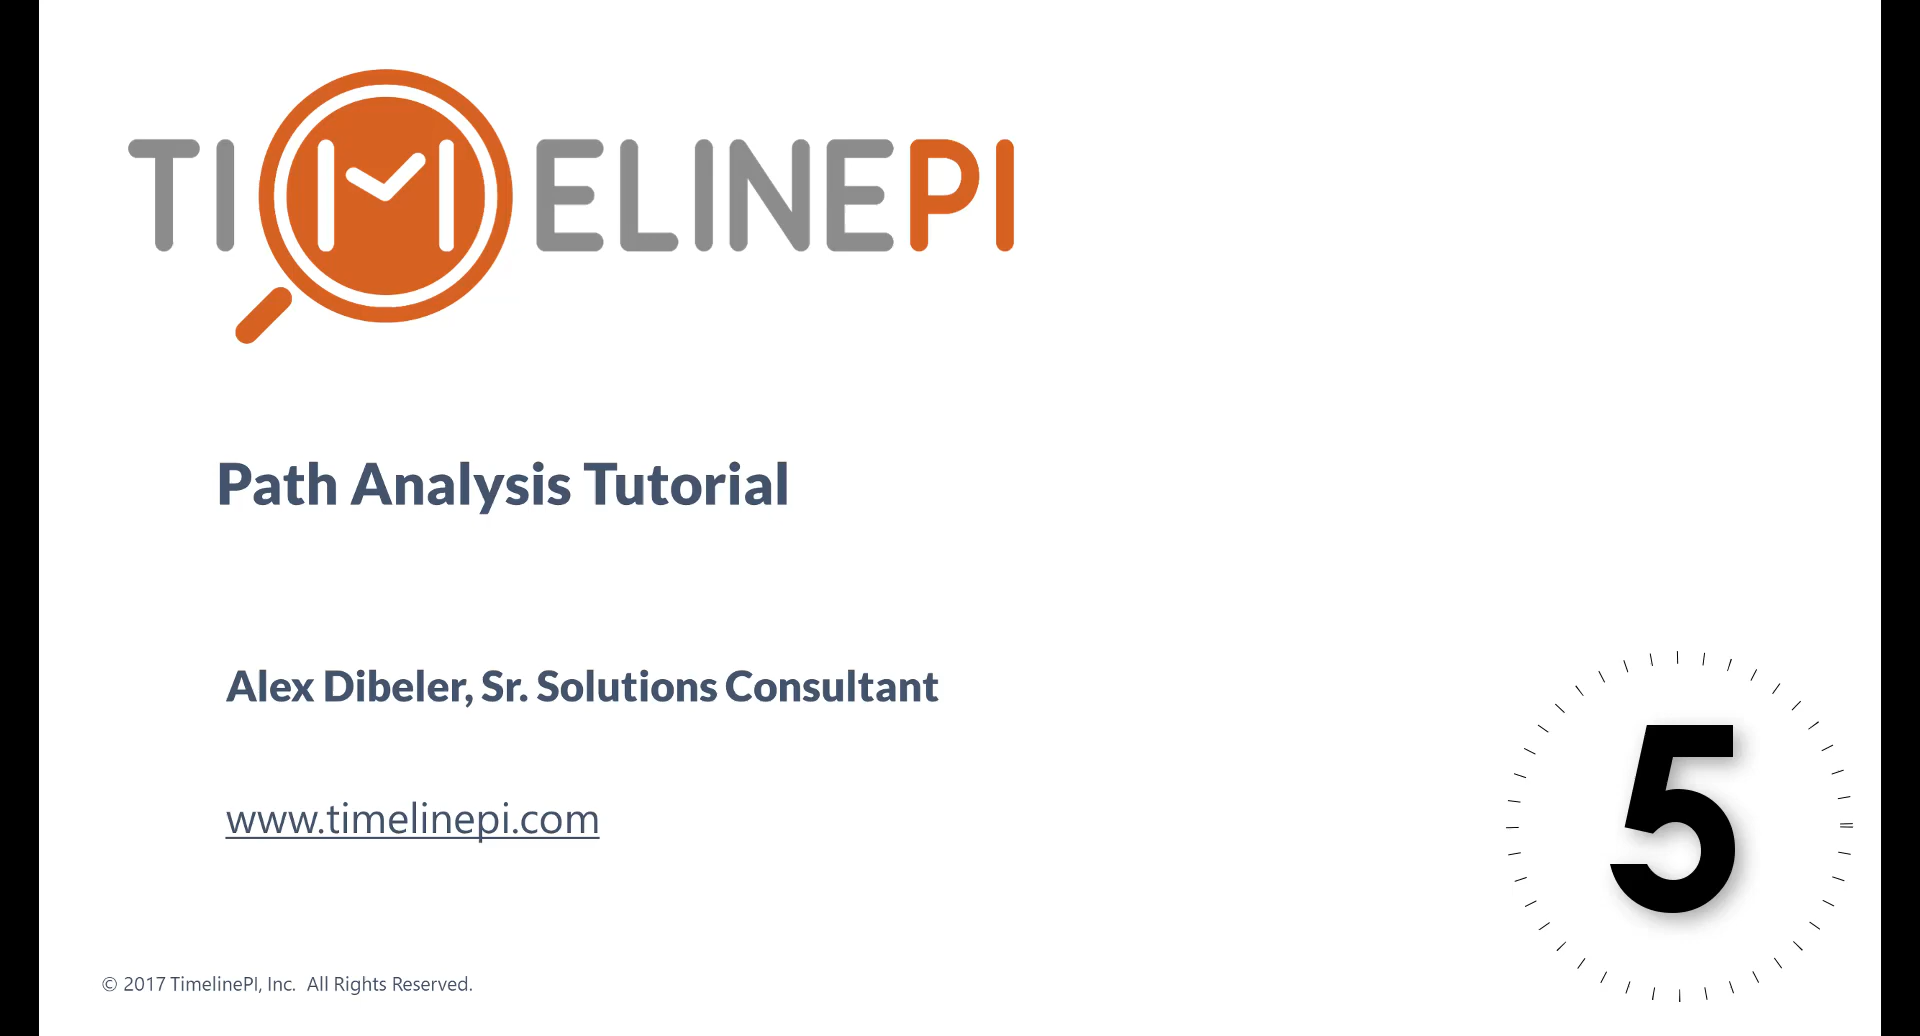 TIMELINEPI
Path Analysis Tutorial
Alex Dibeler, Sr. Solutions Consultant
www.timelinepi.com
5
© 2017 TimelinePI, Inc.  All Rights Reserved.